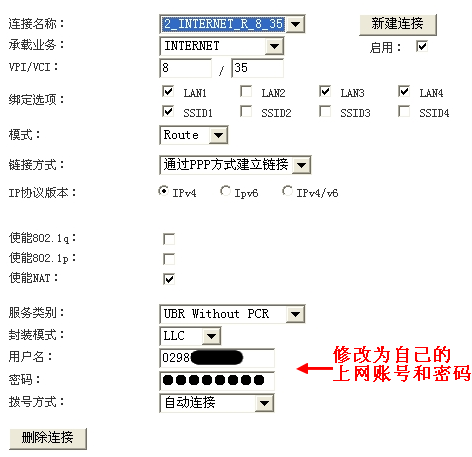 连接名称： 2_INTERNET_R_8_35 新建连接
承载业务： INTERNET 启用：
VPI/VCI： 8 / 35
绑定选项： LAN1 LAN2 LAN3 LAN4
SSID1 SSID2 SSID3 SSID4
模式： Route
链接方式： 通过PPP方式建立链接
IP协议版本： IPv4 Ipv6 IPv4/v6
使能802.1q：
使能802.1p：
使能NAT：
服务类别： UBR Without PCR
封装模式： LLC
用户名： 0298
修改为自己的
上网账号和密码
密码：
拨号方式： 自动连接
删除连接